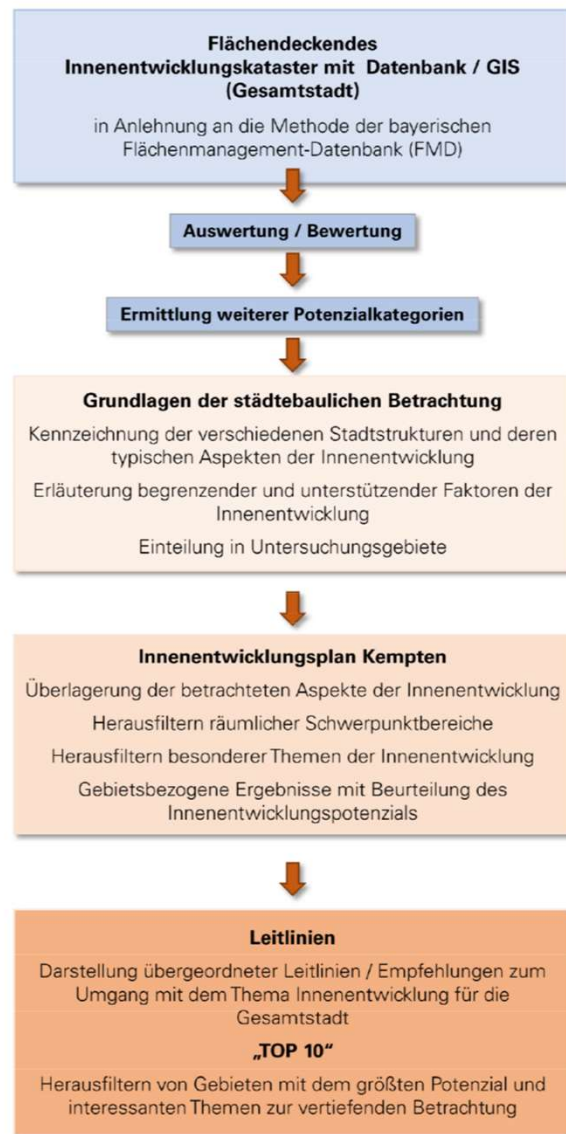 Flächendeckendes
Innenentwicklungskataster mit Datenbank / GIS
(Gesamtstadt)
in Anlehnung an die Methode der bayerischen
Flächenmanagement-Datenbank (FMD)
Auswertung / Bewertung
Ermittlung weiterer Potenzialkategorien
Grundlagen der städtebaulichen Betrachtung
Kennzeichnung der verschiedenen Stadtstrukturen und deren
typischen Aspekten der Innenentwicklung
Erläuterung begrenzender und unterstützender Faktoren der
Innenentwicklung
Einteilung in Untersuchungsgebiete
Innenentwicklungsplan Kempten
Überlagerung der betrachteten Aspekte der Innenentwicklung
Herausfiltern räumlicher Schwerpunktbereiche
Herausfiltern besonderer Themen der Innenentwicklung
Gebietsbezogene Ergebnisse mit Beurteilung des
Innenentwicklungspotenzials
Leitlinien
Darstellung übergeordneter Leitlinien / Empfehlungen zum
Umgang mit dem Thema Innenentwicklung für die
Gesamtstadt
„TOP 10“
Herausfiltern von Gebieten mit dem größten Potenzial und
interessanten Themen zur vertiefenden Betrachtung